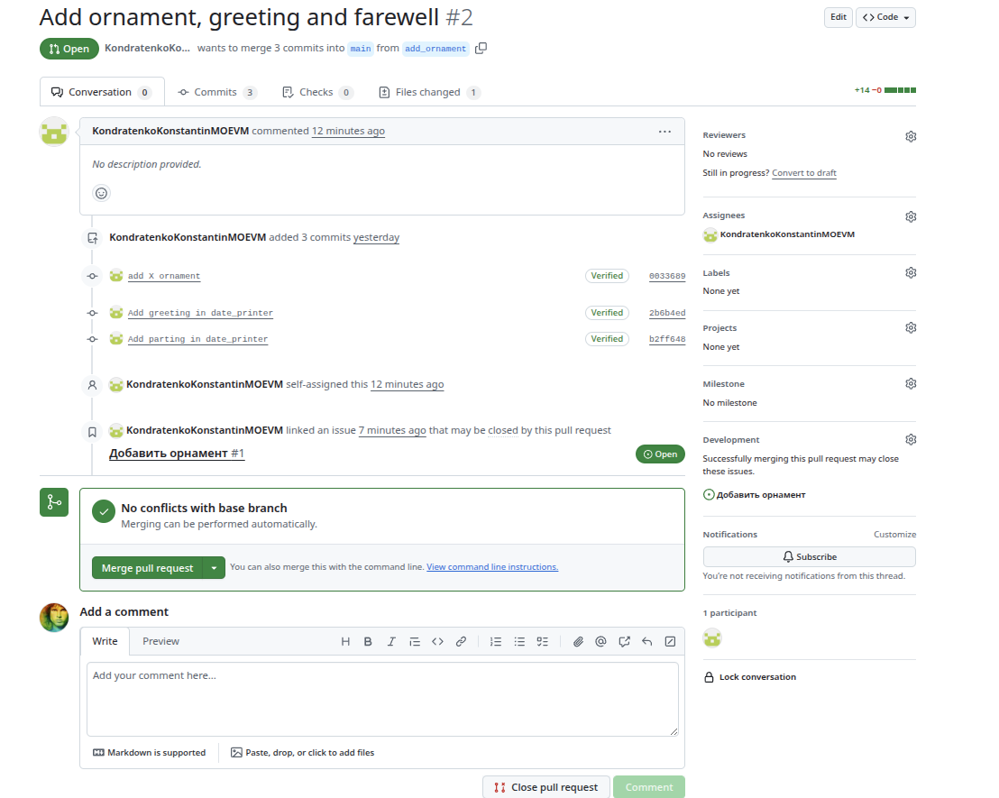 Add ornament, greeting and farewell #2
Edit
Code
Open
KondratenkoKo... wants to merge 3 commits into main from add_ornament
Conversation 0
Commits 3
Checks 0
Files changed 1
+14 −0
KondratenkoKonstantinMOEVM commented 12 minutes ago
No description provided.
KondratenkoKonstantinMOEVM added 3 commits yesterday
add X ornament Verified 0033689
Add greeting in date_printer Verified 2b6b4ed
Add parting in date_printer Verified b2ff648
KondratenkoKonstantinMOEVM self-assigned this 12 minutes ago
KondratenkoKonstantinMOEVM linked an issue 7 minutes ago that may be closed by this pull request
Добавить орнамент #1
Open
No conflicts with base branch
Merging can be performed automatically.
Merge pull request
You can also merge this with the command line. View command line instructions.
Add a comment
Write
Preview
Add your comment here...
Markdown is supported
Paste, drop, or click to add files
Close pull request
Comment
Reviewers
No reviews
Still in progress? Convert to draft
Assignees
KondratenkoKonstantinMOEVM
Labels
None yet
Projects
None yet
Milestone
No milestone
Development
Successfully merging this pull request may close
these issues.
Добавить орнамент
Notifications
Customize
Subscribe
You're not receiving notifications from this thread.
1 participant
Lock conversation